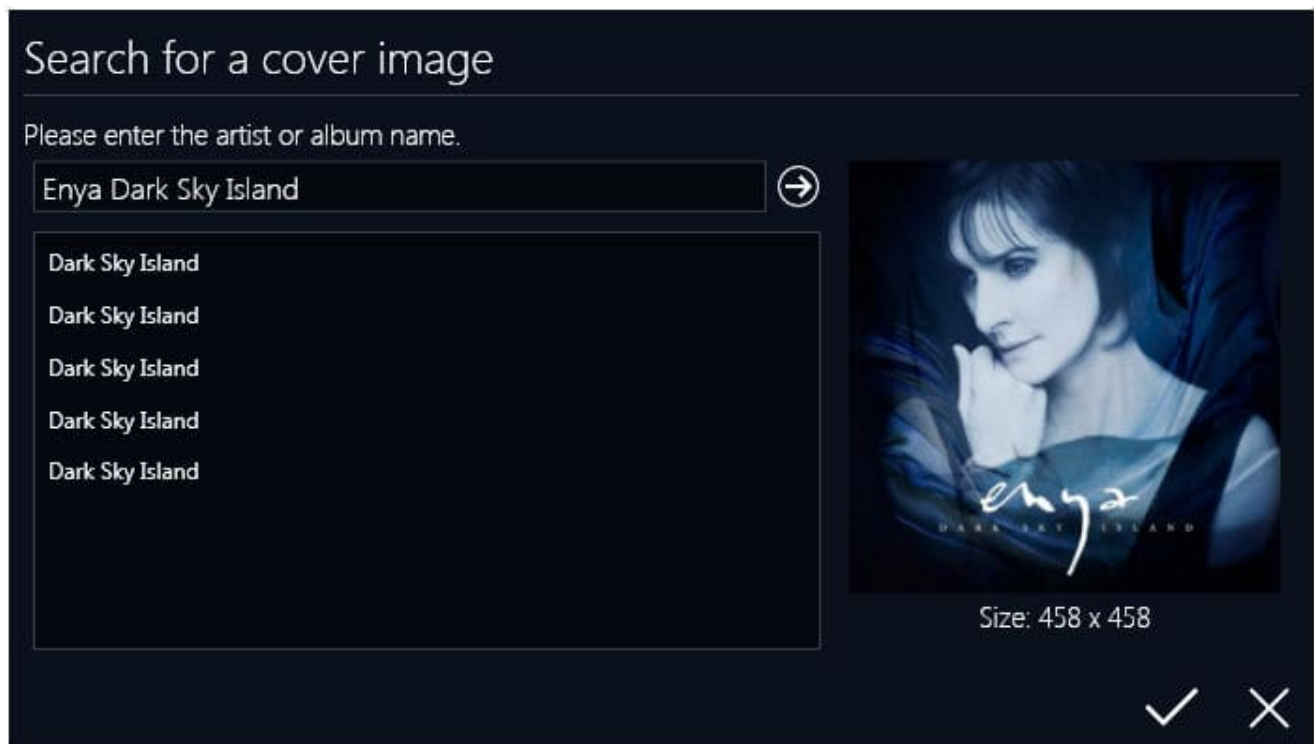 Search for a cover image
Please enter the artist or album name.
Enya Dark Sky Island
Dark Sky Island
Dark Sky Island
Dark Sky Island
Dark Sky Island
Dark Sky Island
enya
DARK SKY ISLAND
Size: 458 x 458